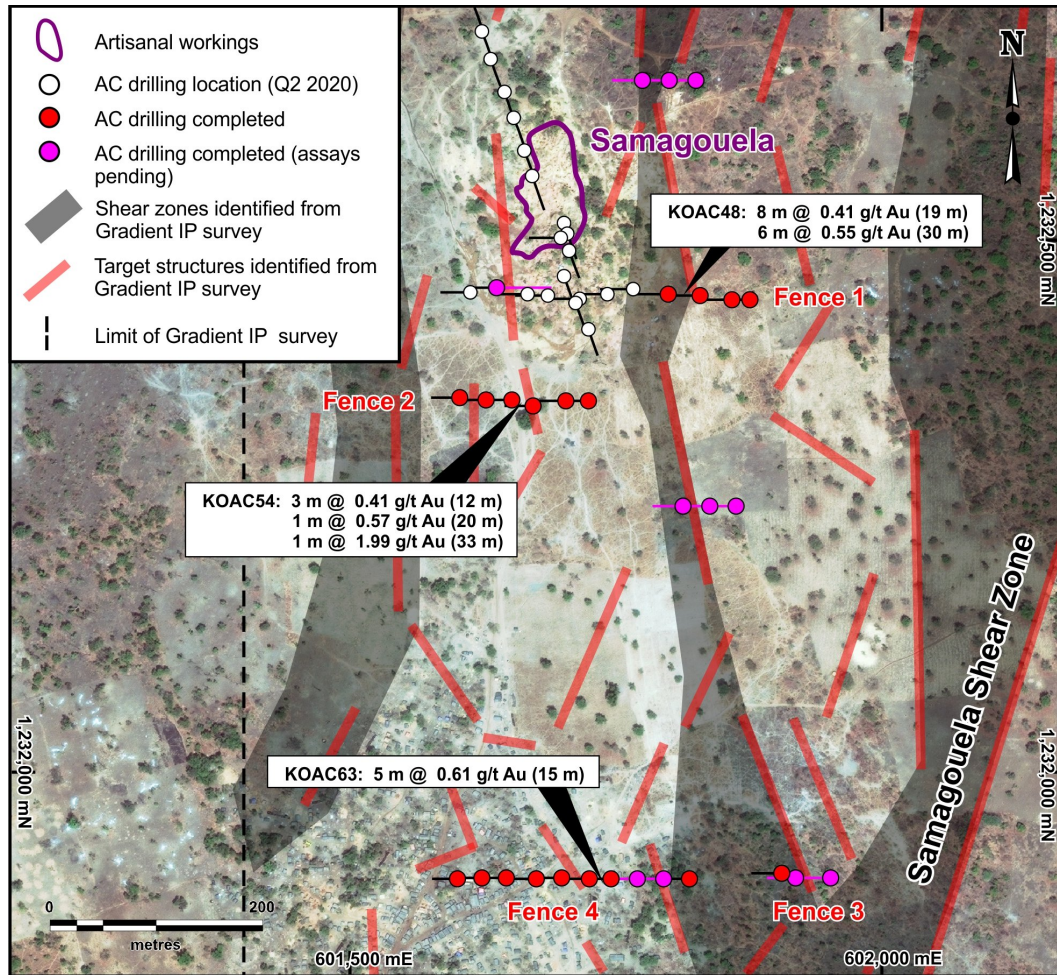 Artisanal workings
AC drilling location (Q2 2020)
AC drilling completed
AC drilling completed (assays
pending)
Shear zones identified from
Gradient IP survey
Target structures identified from
Gradient IP survey
Limit of Gradient IP survey
N
Samagouela
1,232,500 mN
1,232,500 mN
KOAC48: 8 m @ 0.41 g/t Au (19 m)
6 m @ 0.55 g/t Au (30 m)
Fence 1
Fence 2
KOAC54: 3 m @ 0.41 g/t Au (12 m)
1 m @ 0.57 g/t Au (20 m)
1 m @ 1.99 g/t Au (33 m)
Samagouela Shear Zone
1,232,000 mN
1,232,000 mN
KOAC63: 5 m @ 0.61 g/t Au (15 m)
Fence 4
Fence 3
0 200
metres
601,500 mE
602,000 mE